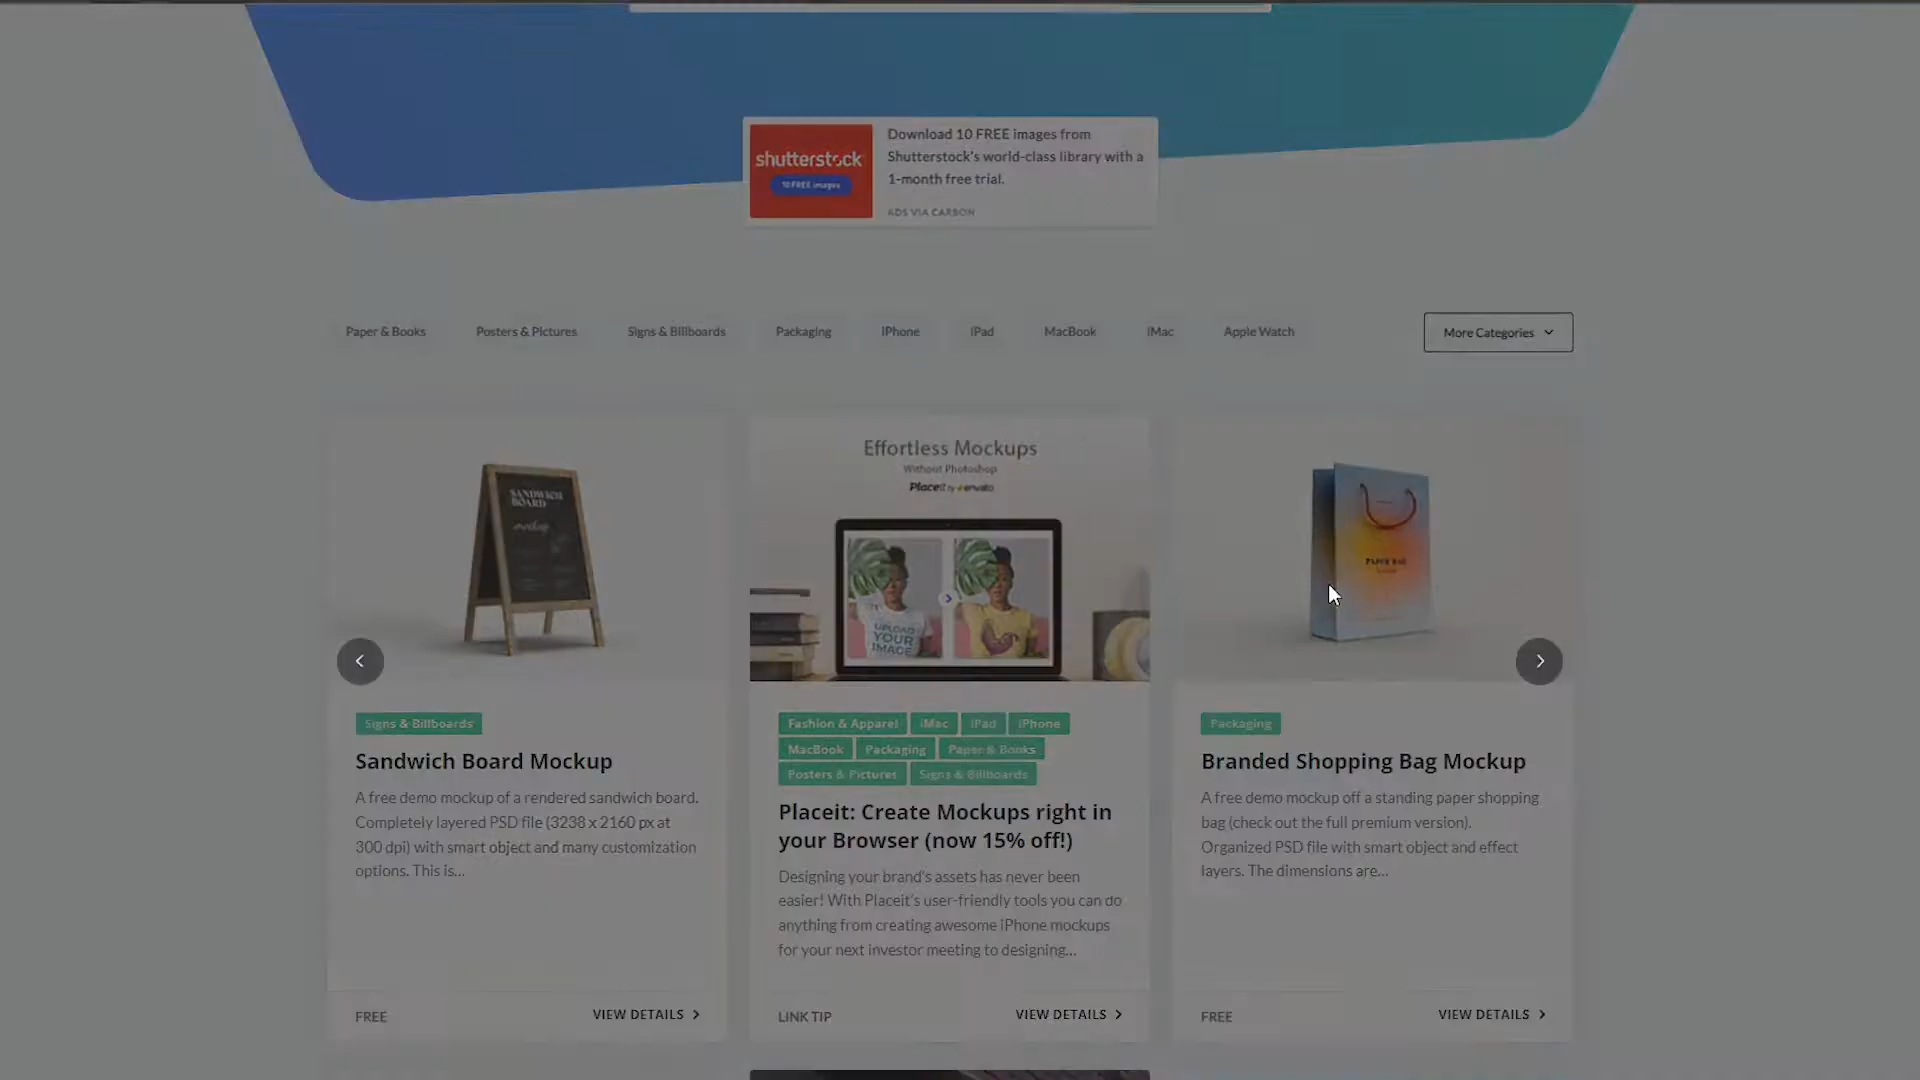 shutterstock
10 FREE images
Download 10 FREE images from
Shutterstock's world-class library with a
1-month free trial.
ADS VIA CARBON
Paper & Books
Posters & Pictures
Signs & Billboards
Packaging
iPhone
iPad
MacBook
iMac
Apple Watch
More Categories
SANDWICH
BOARD
mockup
Signs & Billboards
Sandwich Board Mockup
A free demo mockup of a rendered sandwich board.
Completely layered PSD file (3238 x 2160 px at
300 dpi) with smart object and many customization
options. This is...
FREE
VIEW DETAILS
Effortless Mockups
Without Photoshop
Placeit by envato
UPLOAD
YOUR
IMAGE
Fashion & Apparel iMac iPad iPhone
MacBook Packaging Paper & Books
Posters & Pictures Signs & Billboards
Placeit: Create Mockups right in
your Browser (now 15% off!)
Designing your brand's assets has never been
easier! With Placeit's user-friendly tools you can do
anything from creating awesome iPhone mockups
for your next investor meeting to designing...
LINK TIP
VIEW DETAILS
PAPER BAG
Packaging
Branded Shopping Bag Mockup
A free demo mockup off a standing paper shopping
bag (check out the full premium version).
Organized PSD file with smart object and effect
layers. The dimensions are...
FREE
VIEW DETAILS